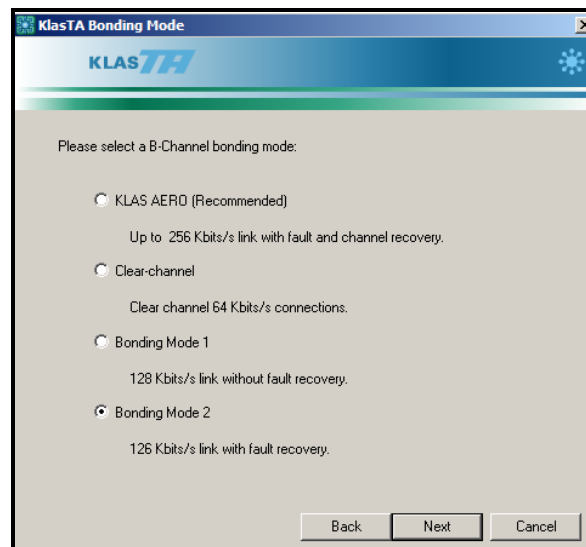 KlasTA Bonding Mode
KLAS TA
Please select a B-Channel bonding mode:
KLAS AERO (Recommended)
Up to 256 Kbits/s link with fault and channel recovery.
Clear-channel
Clear channel 64 Kbits/s connections.
Bonding Mode 1
128 Kbits/s link without fault recovery.
Bonding Mode 2
126 Kbits/s link with fault recovery.
Back Next Cancel